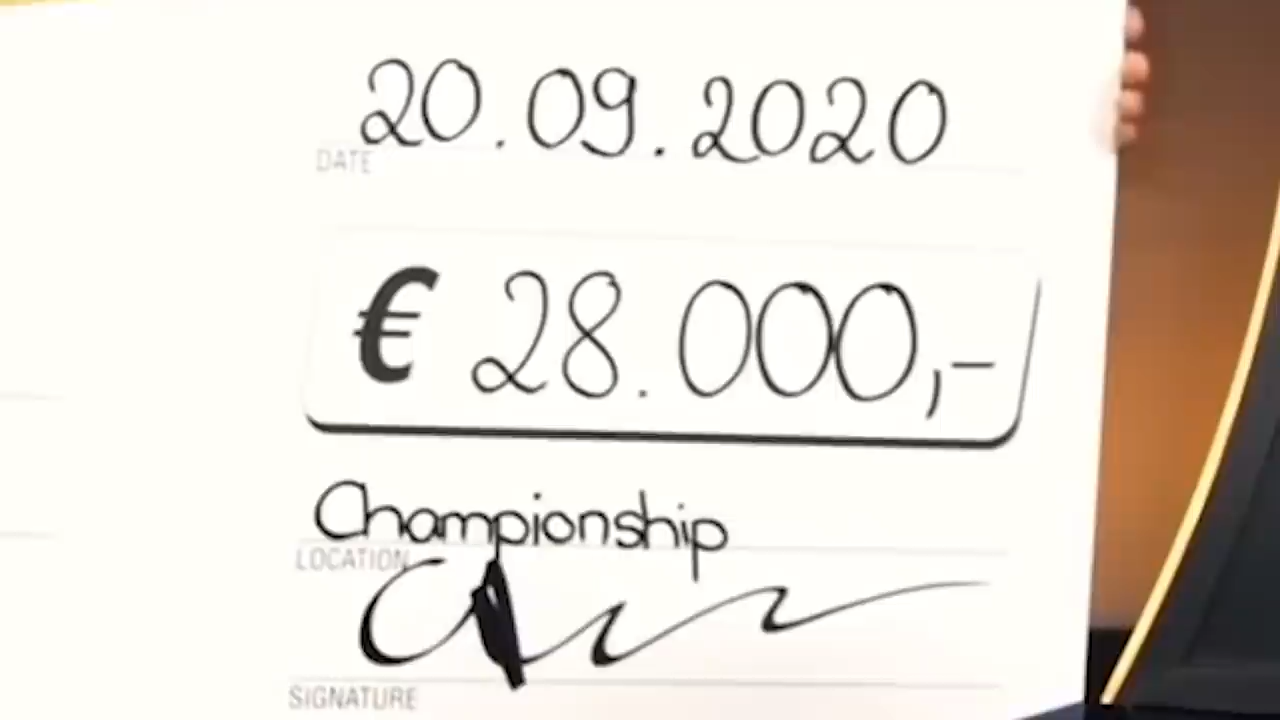 20.09.2020
DATE
€ 28.000,-
Championship
LOCATION
SIGNATURE